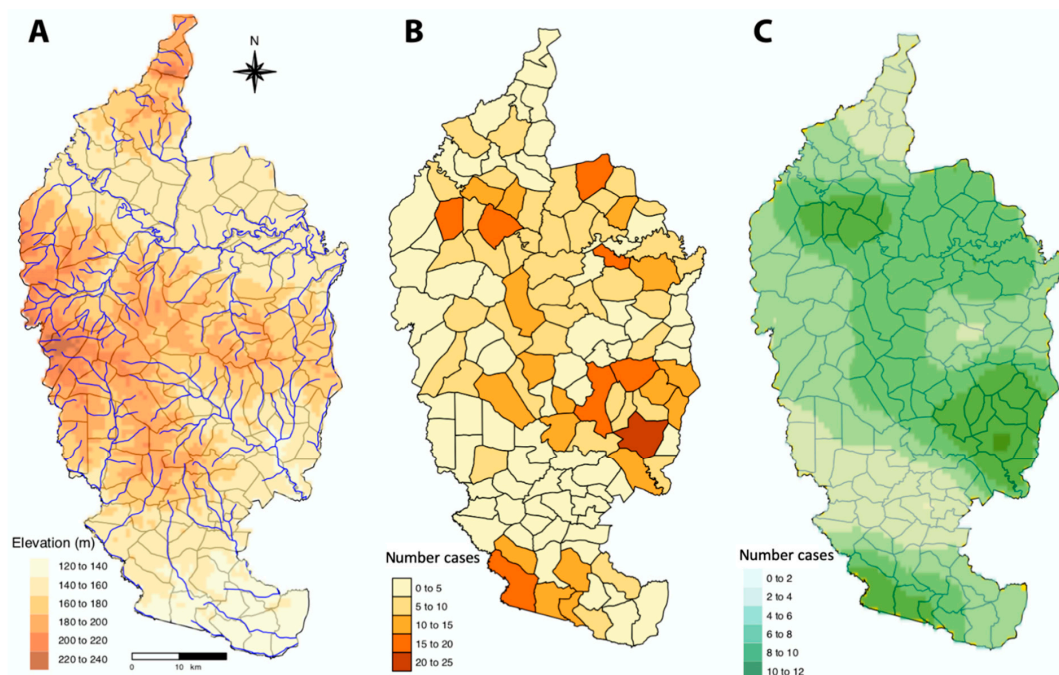 A
N
B
C
Elevation (m)
120 to 140
140 to 160
160 to 180
180 to 200
200 to 220
220 to 240
0 10 km
Number cases
0 to 5
5 to 10
10 to 15
15 to 20
20 to 25
Number cases
0 to 2
2 to 4
4 to 6
6 to 8
8 to 10
10 to 12